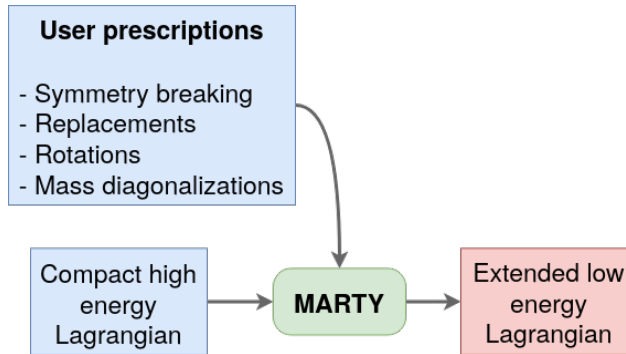 User prescriptions
- Symmetry breaking
- Replacements
- Rotations
- Mass diagonalizations
Compact high
energy
Lagrangian
MARTY
Extended low
energy
Lagrangian